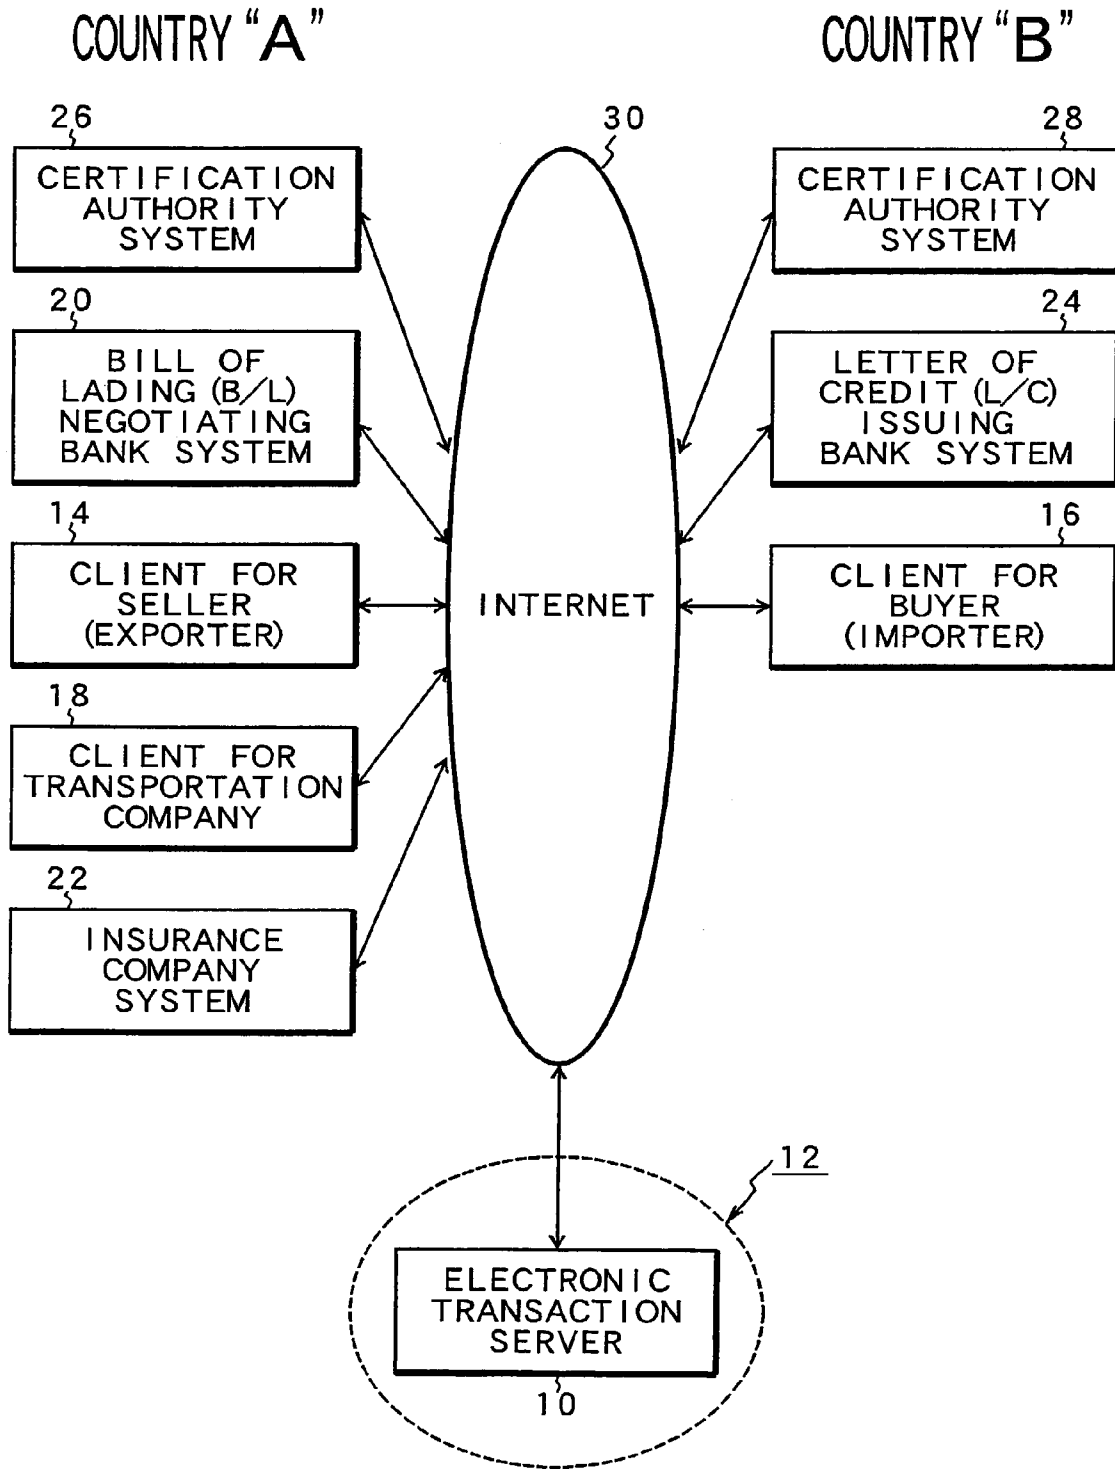 COUNTRY "A"
COUNTRY "B"
26
CERTIFICATION
AUTHORITY
SYSTEM
20
BILL OF
LADING (B/L)
NEGOTIATING
BANK SYSTEM
14
CLIENT FOR
SELLER
(EXPORTER)
18
CLIENT FOR
TRANSPORTATION
COMPANY
22
INSURANCE
COMPANY
SYSTEM
30
INTERNET
28
CERTIFICATION
AUTHORITY
SYSTEM
24
LETTER OF
CREDIT (L/C)
ISSUING
BANK SYSTEM
16
CLIENT FOR
BUYER
(IMPORTER)
12
ELECTRONIC
TRANSACTION
SERVER
10